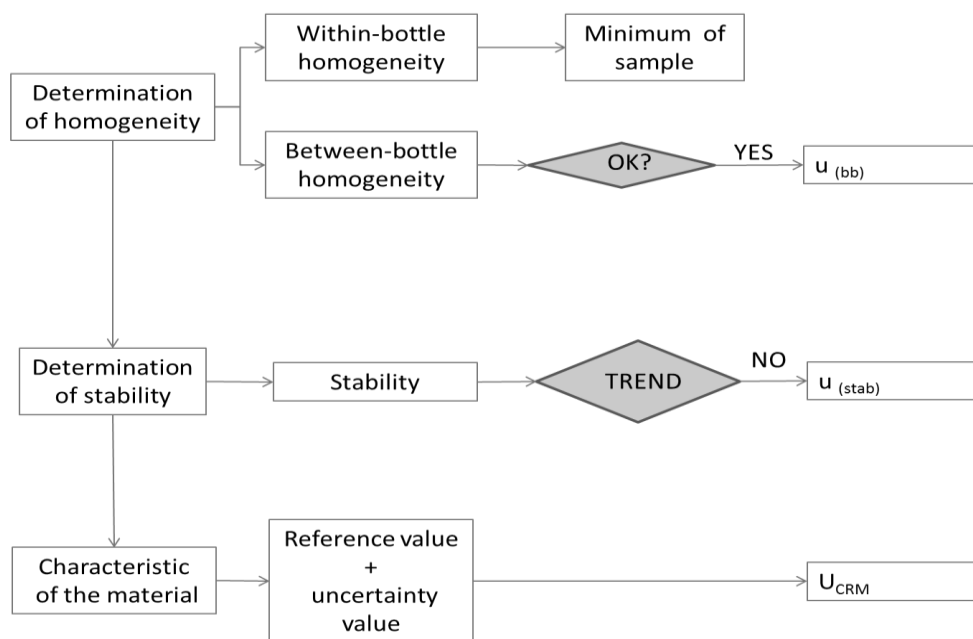 Within-bottle
homogeneity
Minimum of
sample
Determination
of homogeneity
Between-bottle
homogeneity
OK?
YES
u (bb)
Determination
of stability
Stability
TREND
NO
u (stab)
Characteristic
of the material
Reference value
+
uncertainty
value
UCRM